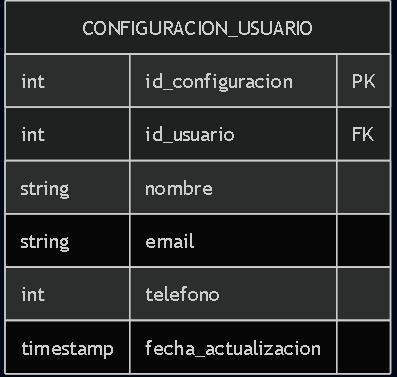 CONFIGURACION_USUARIO
int id_configuracion PK
int id_usuario FK
string nombre
string email
int telefono
timestamp fecha_actualizacion